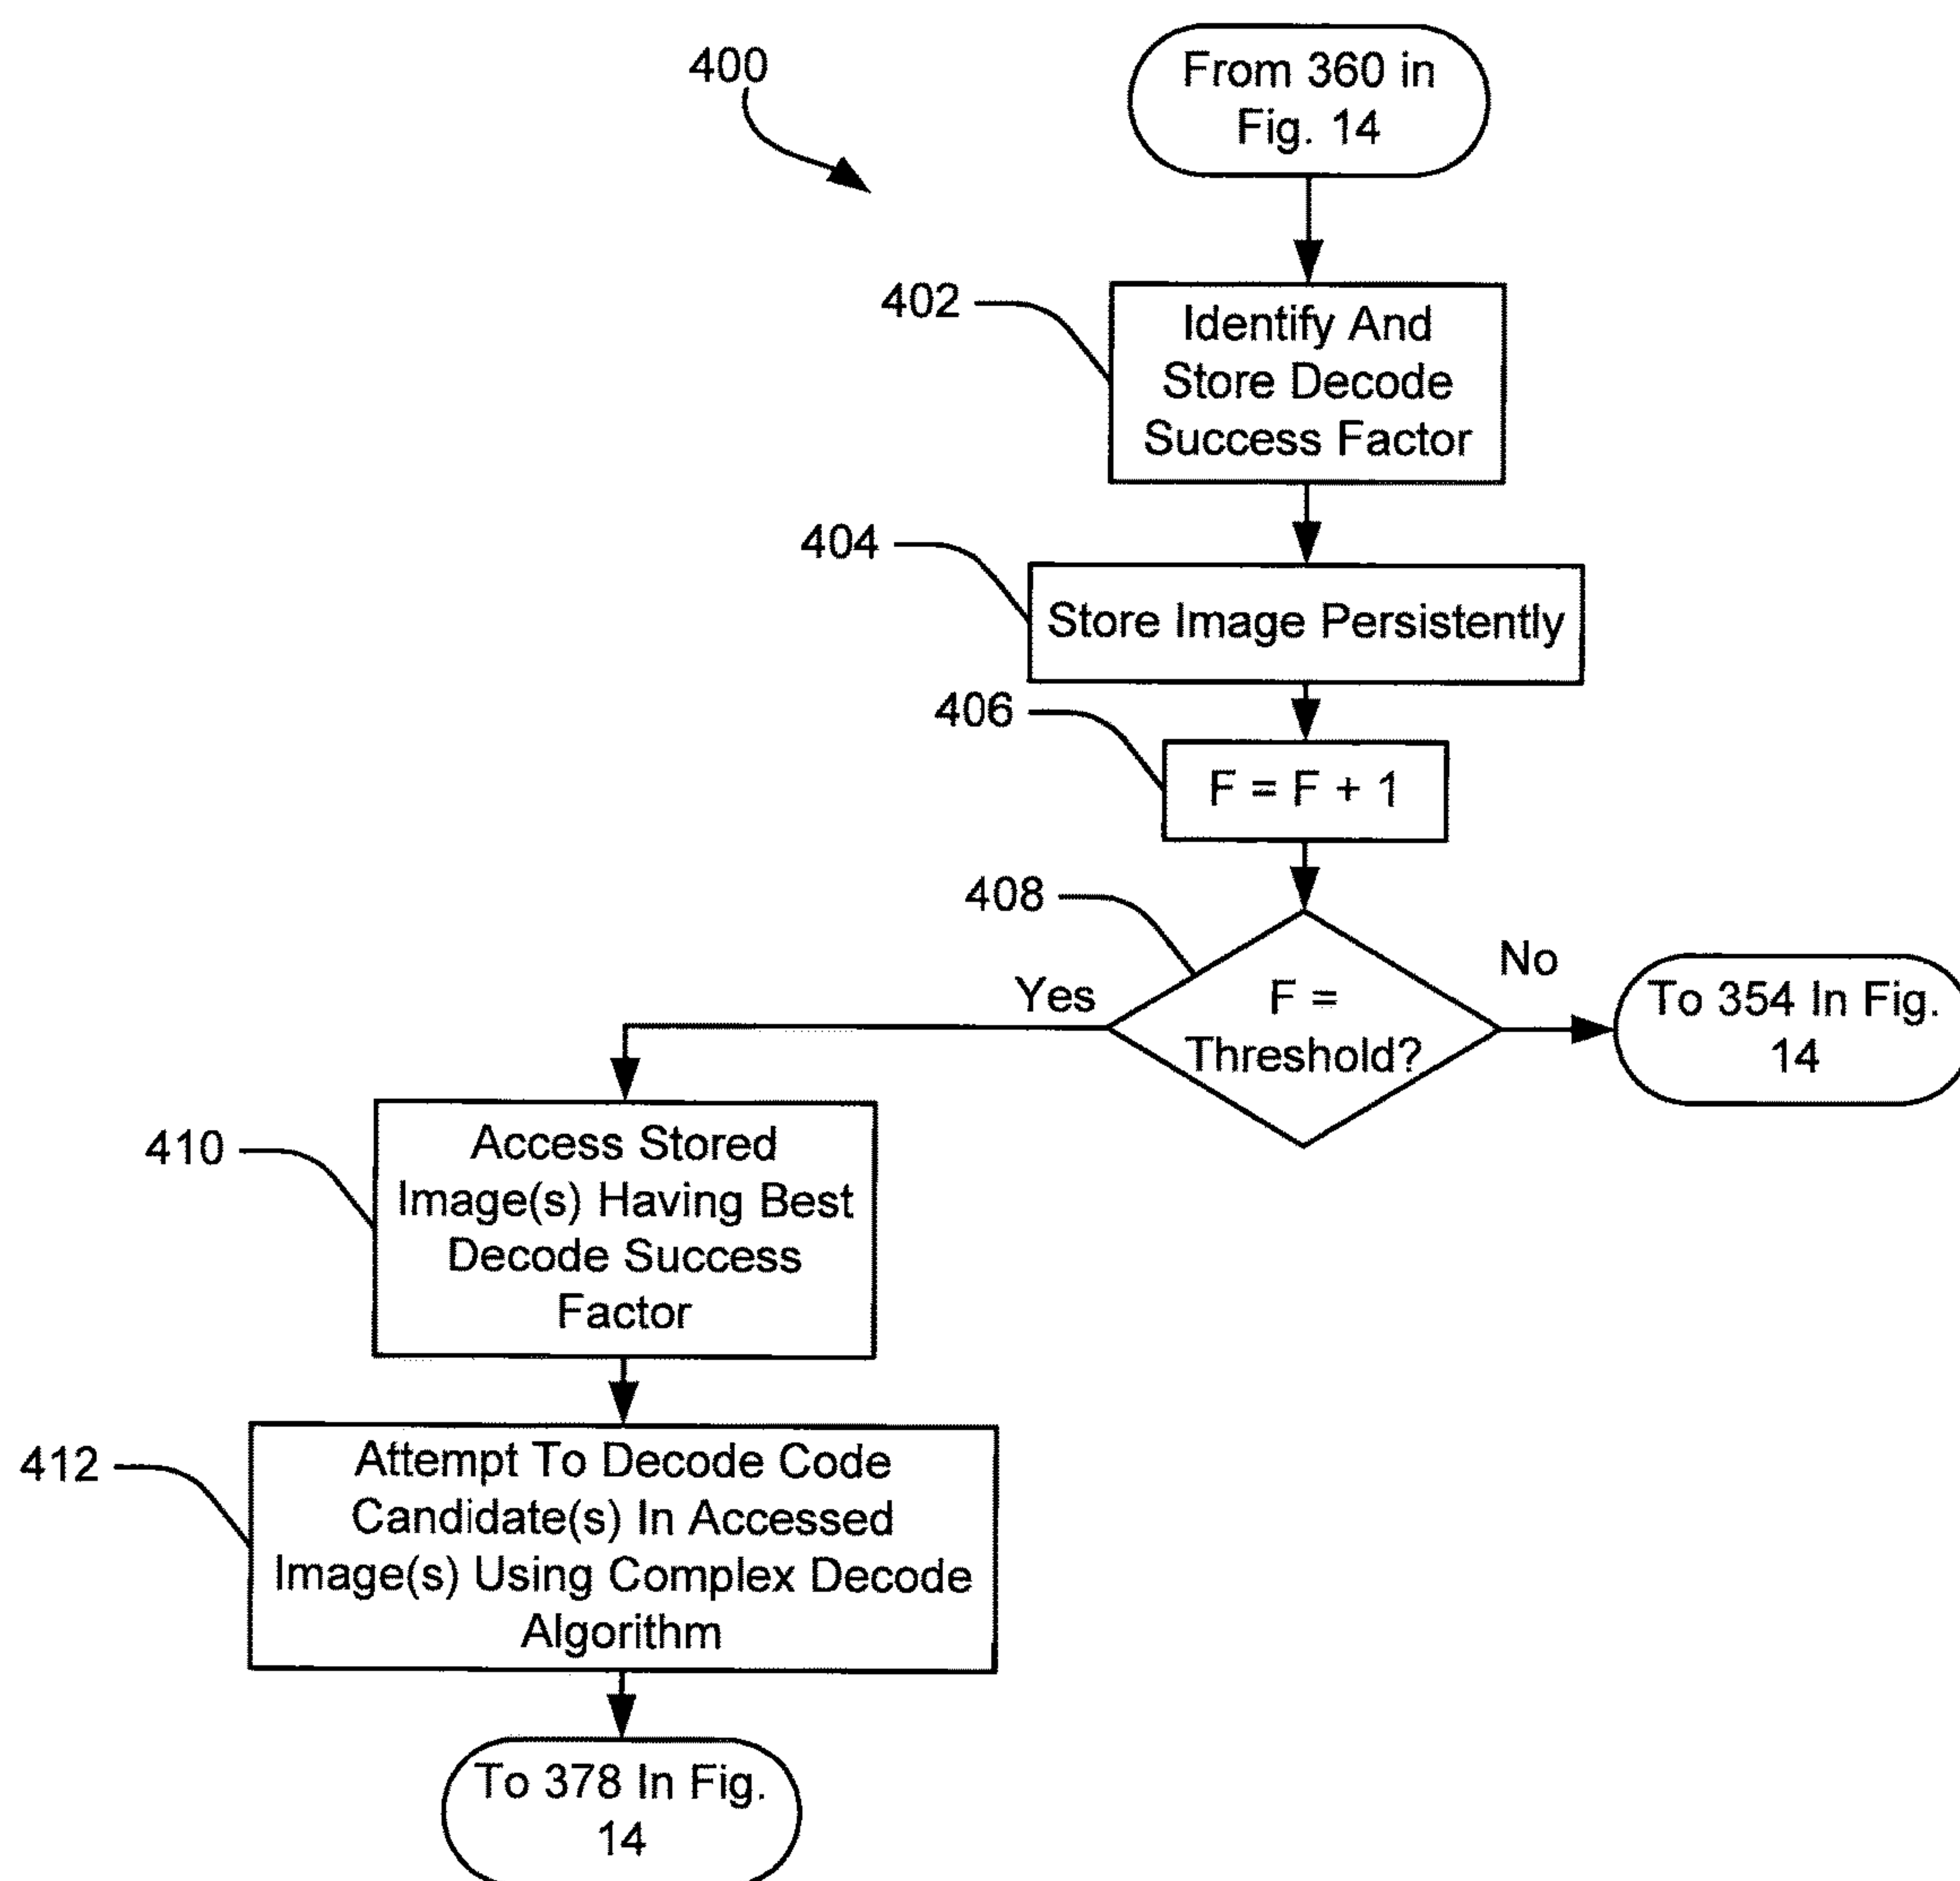 400
From 360 in
Fig. 14
402
Identify And
Store Decode
Success Factor
404
Store Image Persistently
406
F = F + 1
408
F =
Threshold?
Yes
No
To 354 In Fig.
14
410
Access Stored
Image(s) Having Best
Decode Success
Factor
412
Attempt To Decode Code
Candidate(s) In Accessed
Image(s) Using Complex Decode
Algorithm
To 378 In Fig.
14